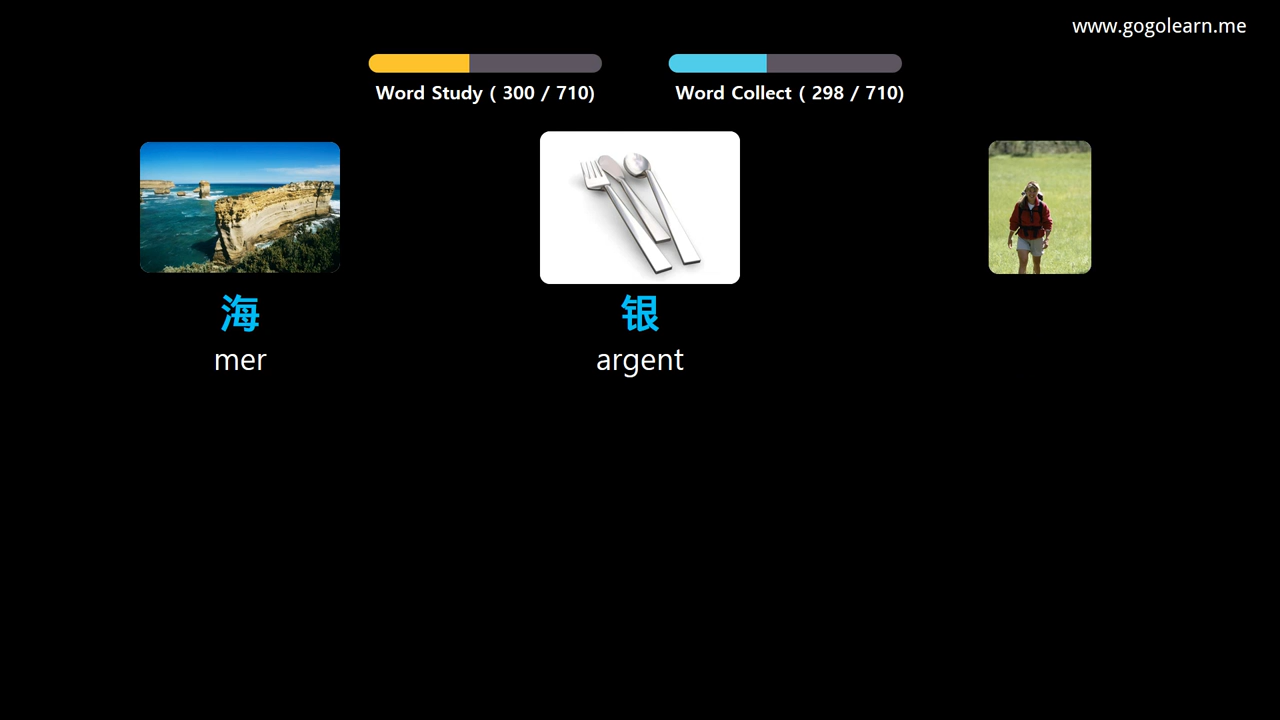 www.gogolearn.me
Word Study ( 300 / 710)
Word Collect ( 298 / 710)
海
mer
银
argent